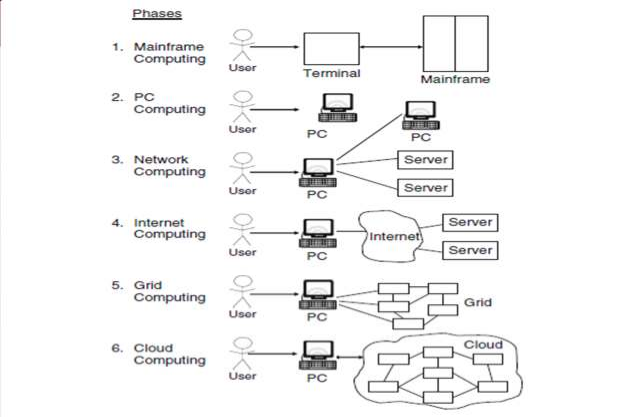 Phases
1. Mainframe
Computing
User
Terminal
Mainframe
2. PC
Computing
User
PC
PC
3. Network
Computing
User
PC
Server
Server
4. Internet
Computing
User
PC
Internet
Server
Server
5. Grid
Computing
User
PC
Grid
6. Cloud
Computing
User
PC
Cloud